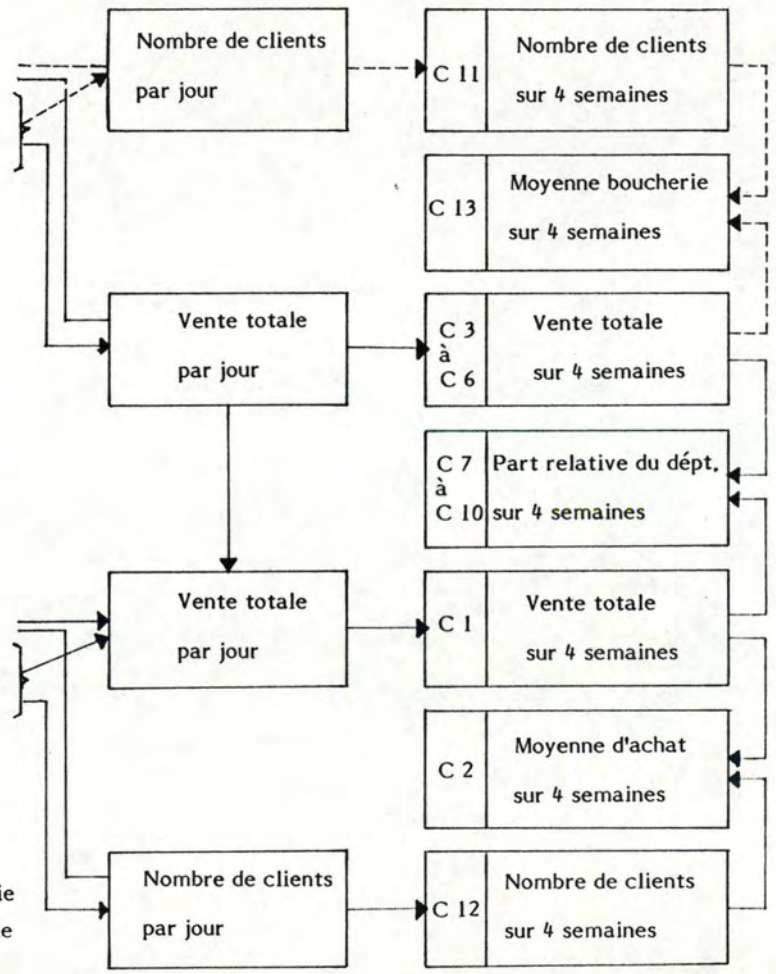 Nombre de clients
par jour
C 11
Nombre de clients
sur 4 semaines
C 13
Moyenne boucherie
sur 4 semaines
Vente totale
par jour
C 3
à
C 6
Vente totale
sur 4 semaines
C 7
à
C 10
Part relative du dépt.
sur 4 semaines
Vente totale
par jour
C 1
Vente totale
sur 4 semaines
C 2
Moyenne d'achat
sur 4 semaines
ie
e
Nombre de clients
par jour
C 12
Nombre de clients
sur 4 semaines